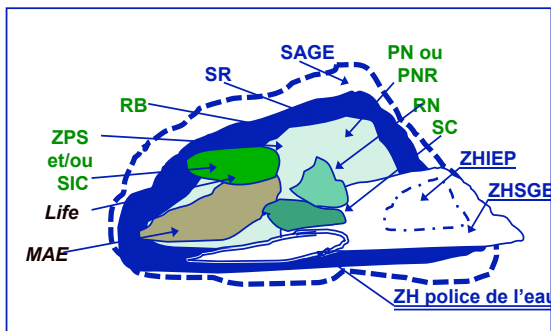 SAGE
PN ou
PNR
SR
RB
RN
ZPS
et/ou
SIC
SC
ZHIEP
Life
ZHSGE
MAE
ZH police de l'eau